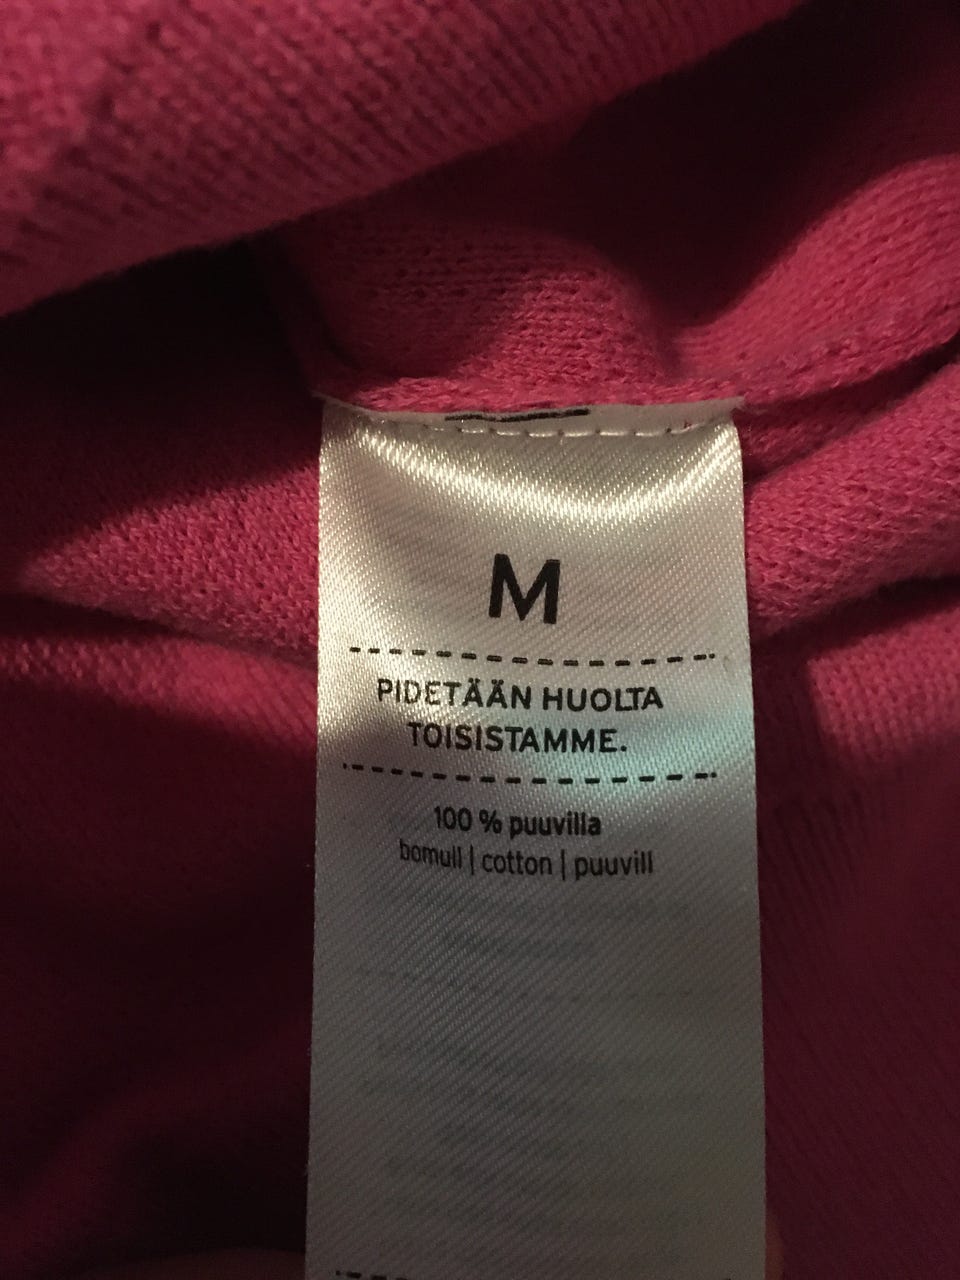 M
PIDETÄÄN HUOLTA
TOISISTAMME.
100 % puuvilla
bomull | cotton | puuvill